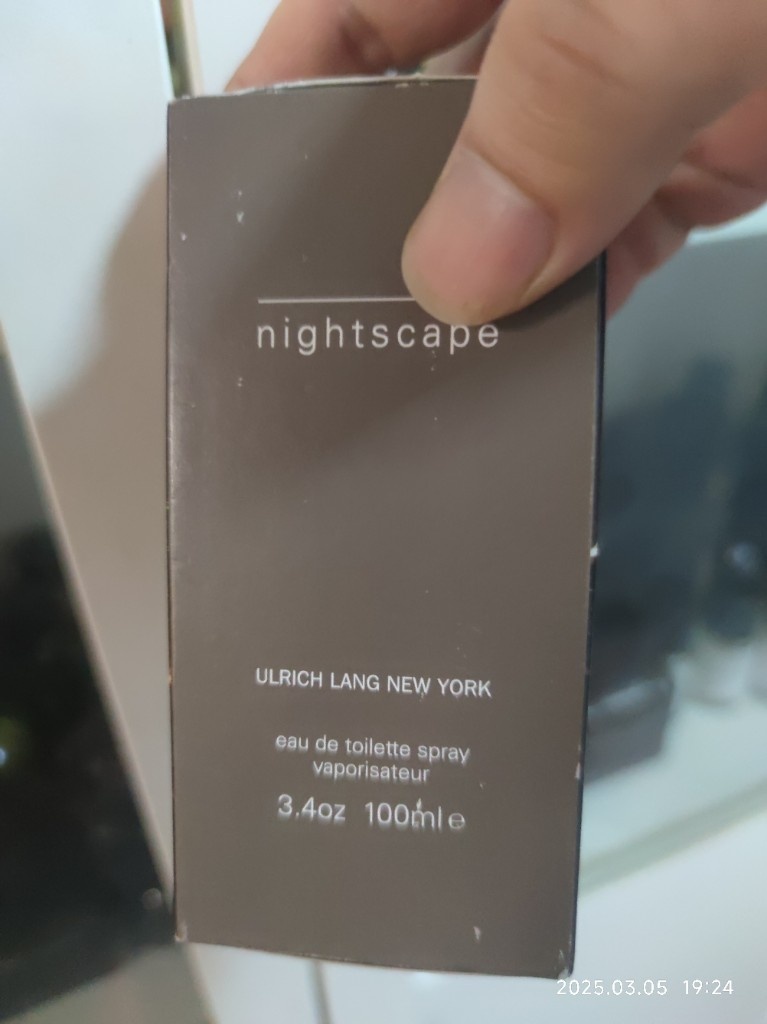 nightscape
ULRICH LANG NEW YORK
eau de toilette spray
vaporisateur
3.4oz 100ml e
2025.03.05 19:24